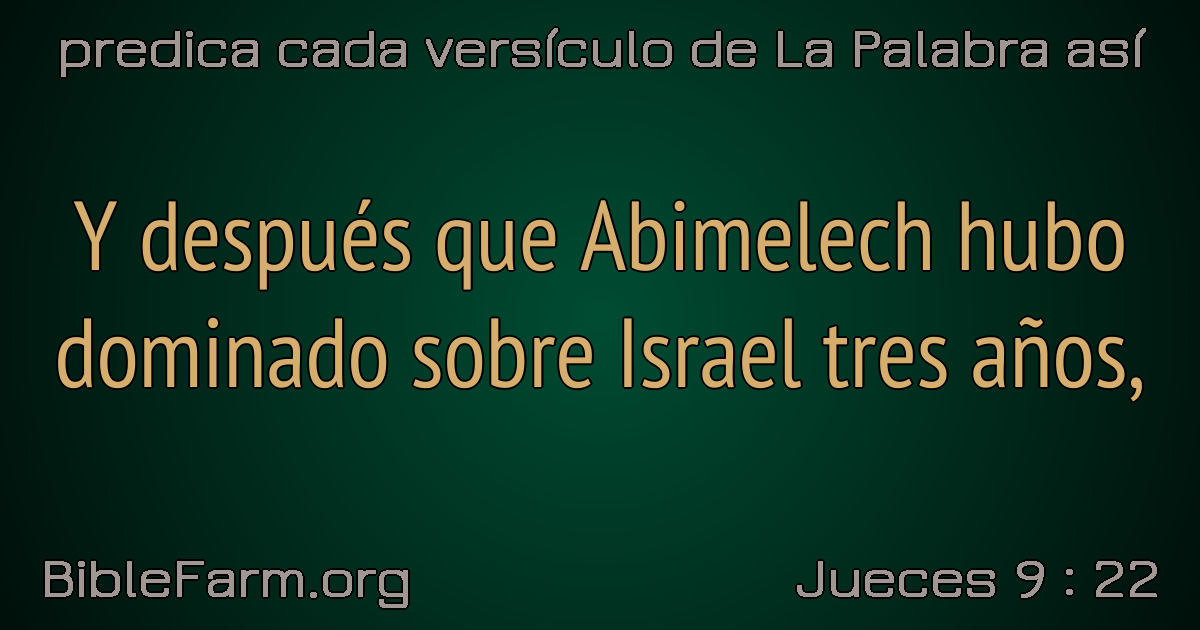 predica cada versículo de La Palabra así
Y después que Abimelech hubo
dominado sobre Israel tres años,
BibleFarm.org
Jueces 9 : 22